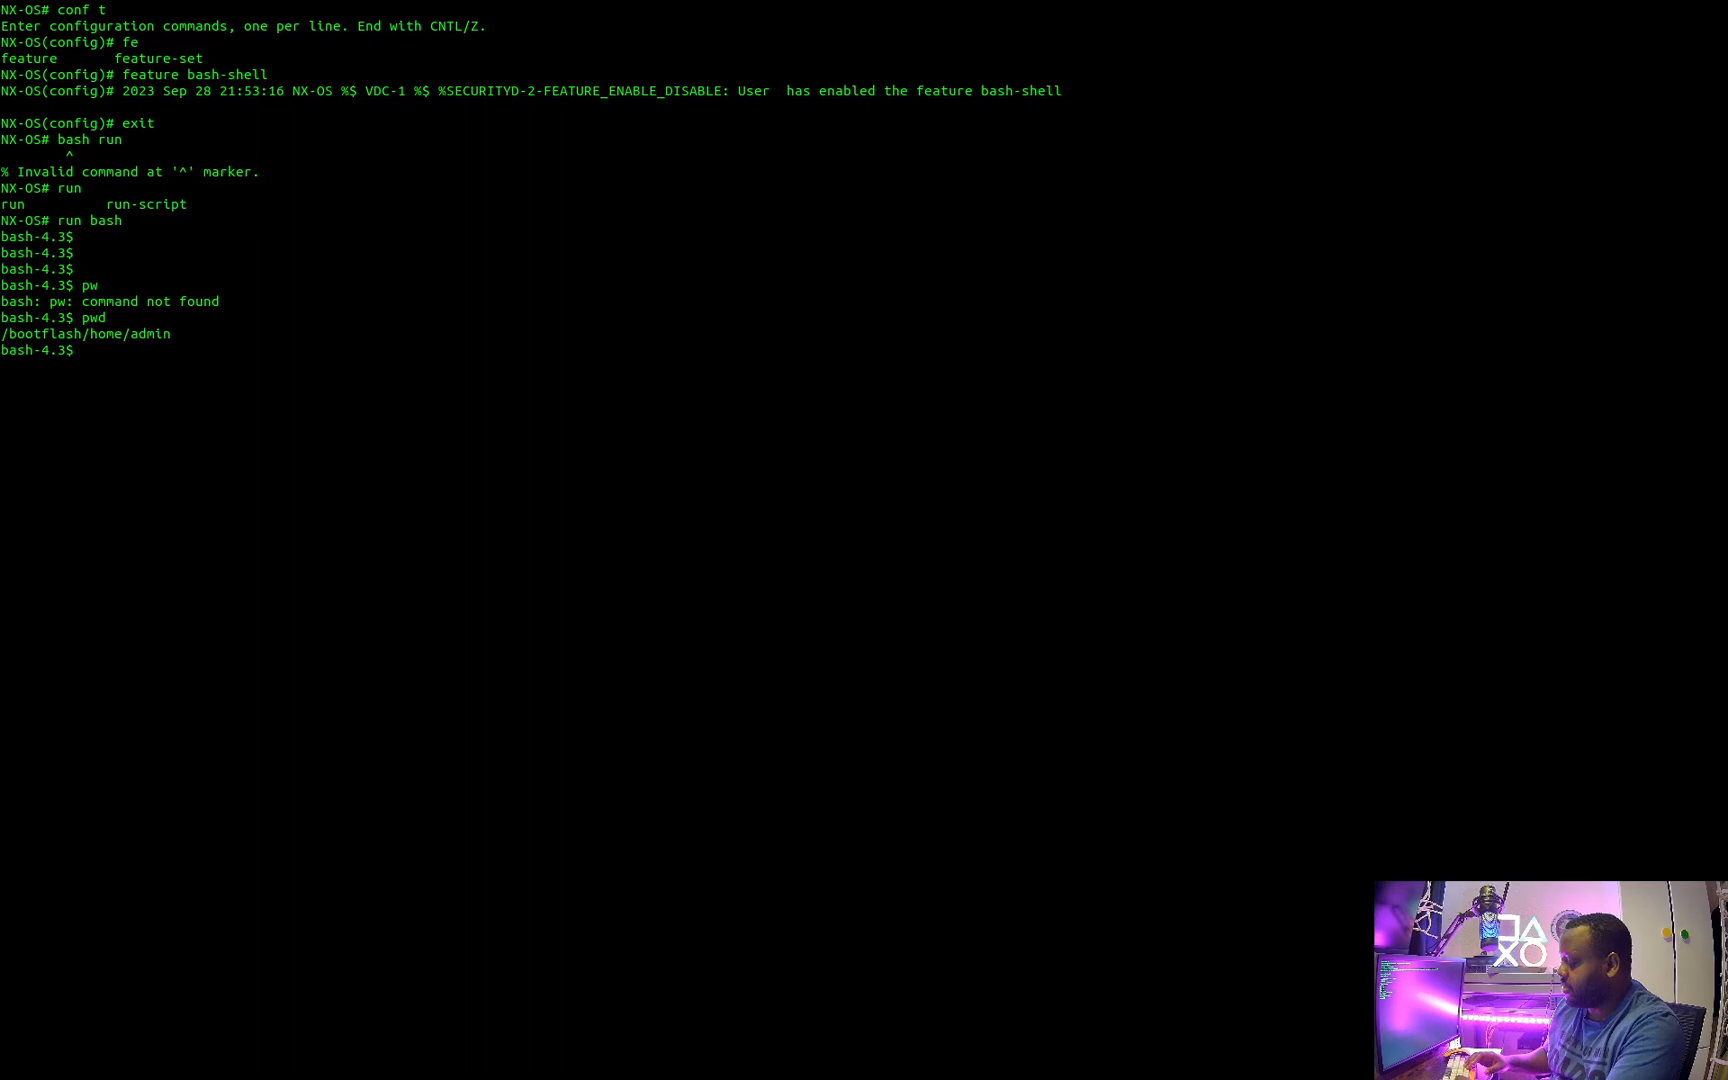 NX-OS# conf t
Enter configuration commands, one per line. End with CNTL/Z.
NX-OS(config)# fe
feature       feature-set
NX-OS(config)# feature bash-shell
NX-OS(config)# 2023 Sep 28 21:53:16 NX-OS %$ VDC-1 %$ %SECURITYD-2-FEATURE_ENABLE_DISABLE: User  has enabled the feature bash-shell
NX-OS(config)# exit
NX-OS# bash run
^
% Invalid command at '^' marker.
NX-OS# run
run          run-script
NX-OS# run bash
bash-4.3$
bash-4.3$
bash-4.3$
bash-4.3$ pw
bash: pw: command not found
bash-4.3$ pwd
/bootflash/home/admin
bash-4.3$